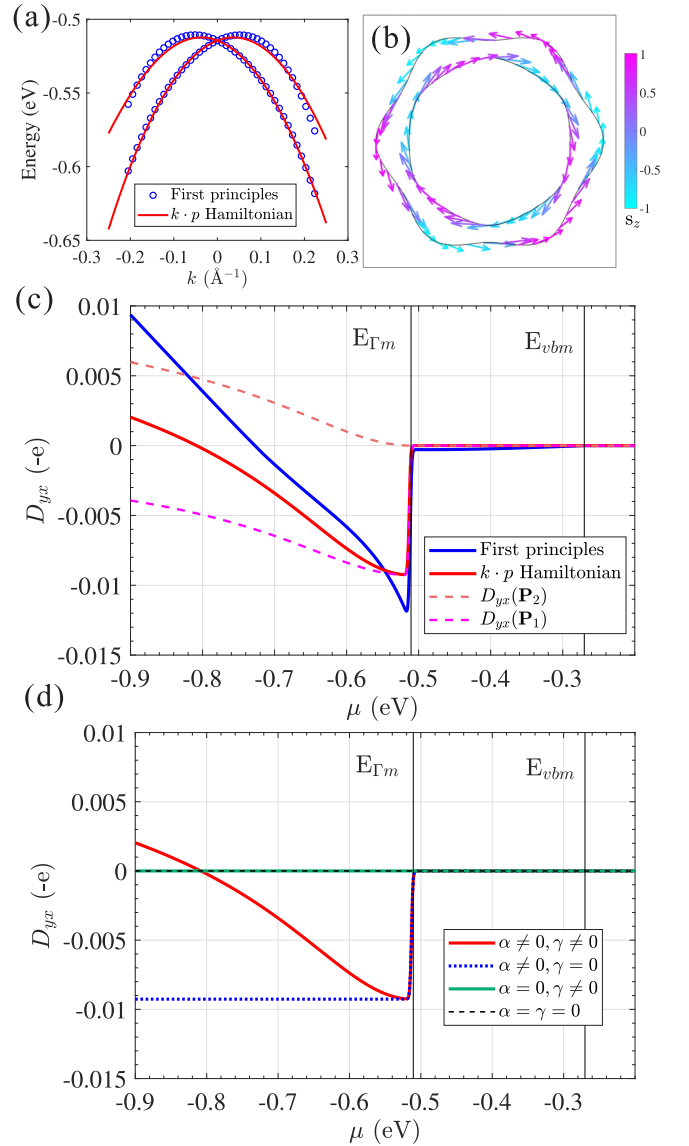 (a)
-0.5
-0.55
-0.6
-0.65
Energy (eV)
First principles
k · p Hamiltonian
-0.3 -0.2 -0.1 0 0.1 0.2 0.3
k (Å⁻¹)
(b)
1
0.5
0
-0.5
-1
s_z
(c)
0.01
0.005
0
-0.005
-0.01
-0.015
D_yx (-e)
E_Γm
E_vbm
First principles
k · p Hamiltonian
D_yx(P₂)
D_yx(P₁)
-0.9 -0.8 -0.7 -0.6 -0.5 -0.4 -0.3
μ (eV)
(d)
0.01
0.005
0
-0.005
-0.01
-0.015
D_yx (-e)
E_Γm
E_vbm
α ≠ 0, γ ≠ 0
α ≠ 0, γ = 0
α = 0, γ ≠ 0
α = γ = 0
-0.9 -0.8 -0.7 -0.6 -0.5 -0.4 -0.3
μ (eV)